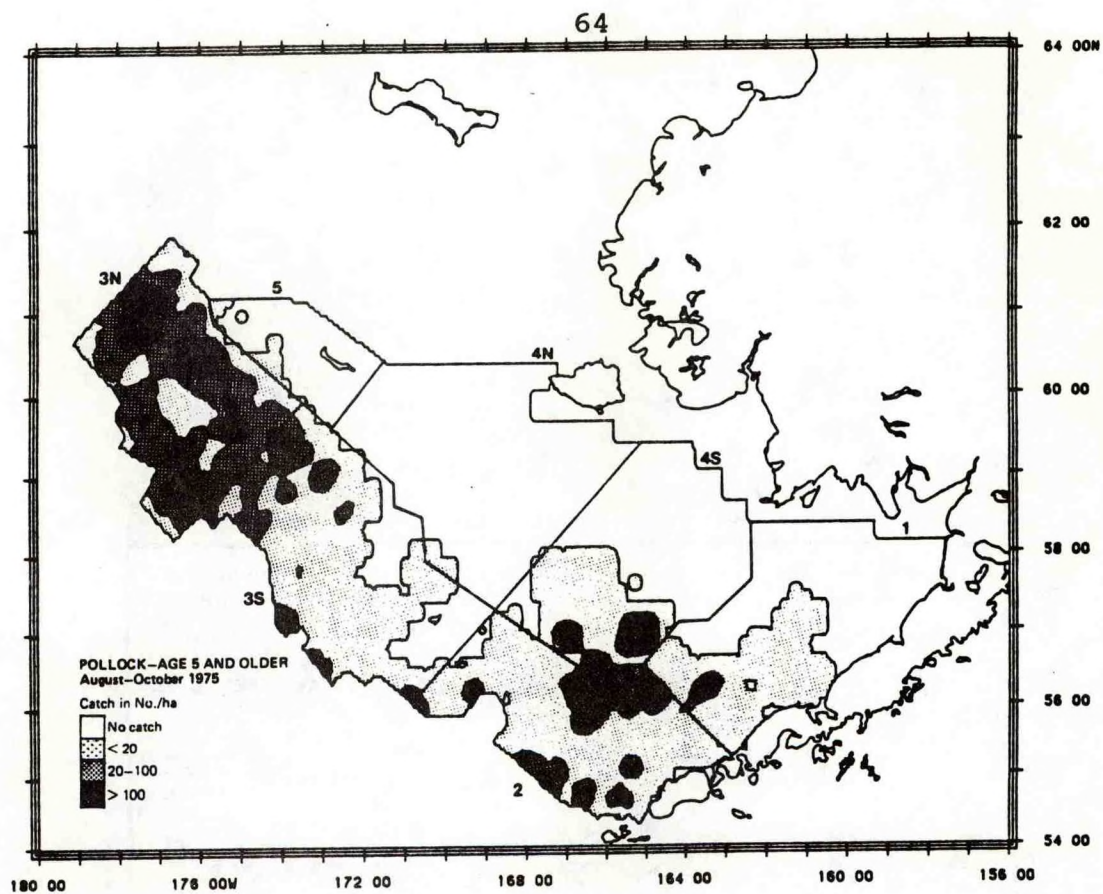 64
64 00N
3N
5
62 00
4N
60 00
4S
1
58 00
3S
POLLOCK—AGE 5 AND OLDER
August–October 1975
Catch in No./ha
No catch
< 20
20–100
> 100
56 00
2
54 00
180 00
176 00W
172 00
168 00
164 00
160 00
156 00